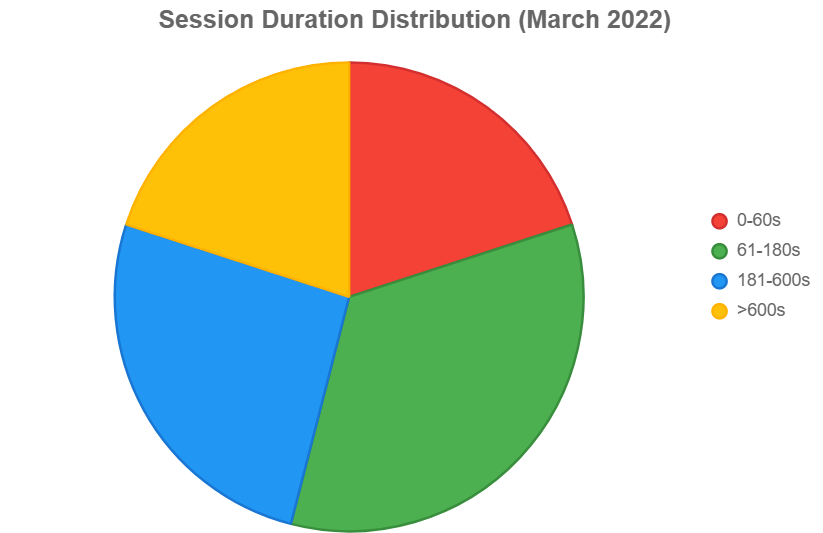 Session Duration Distribution (March 2022)
0-60s
61-180s
181-600s
>600s